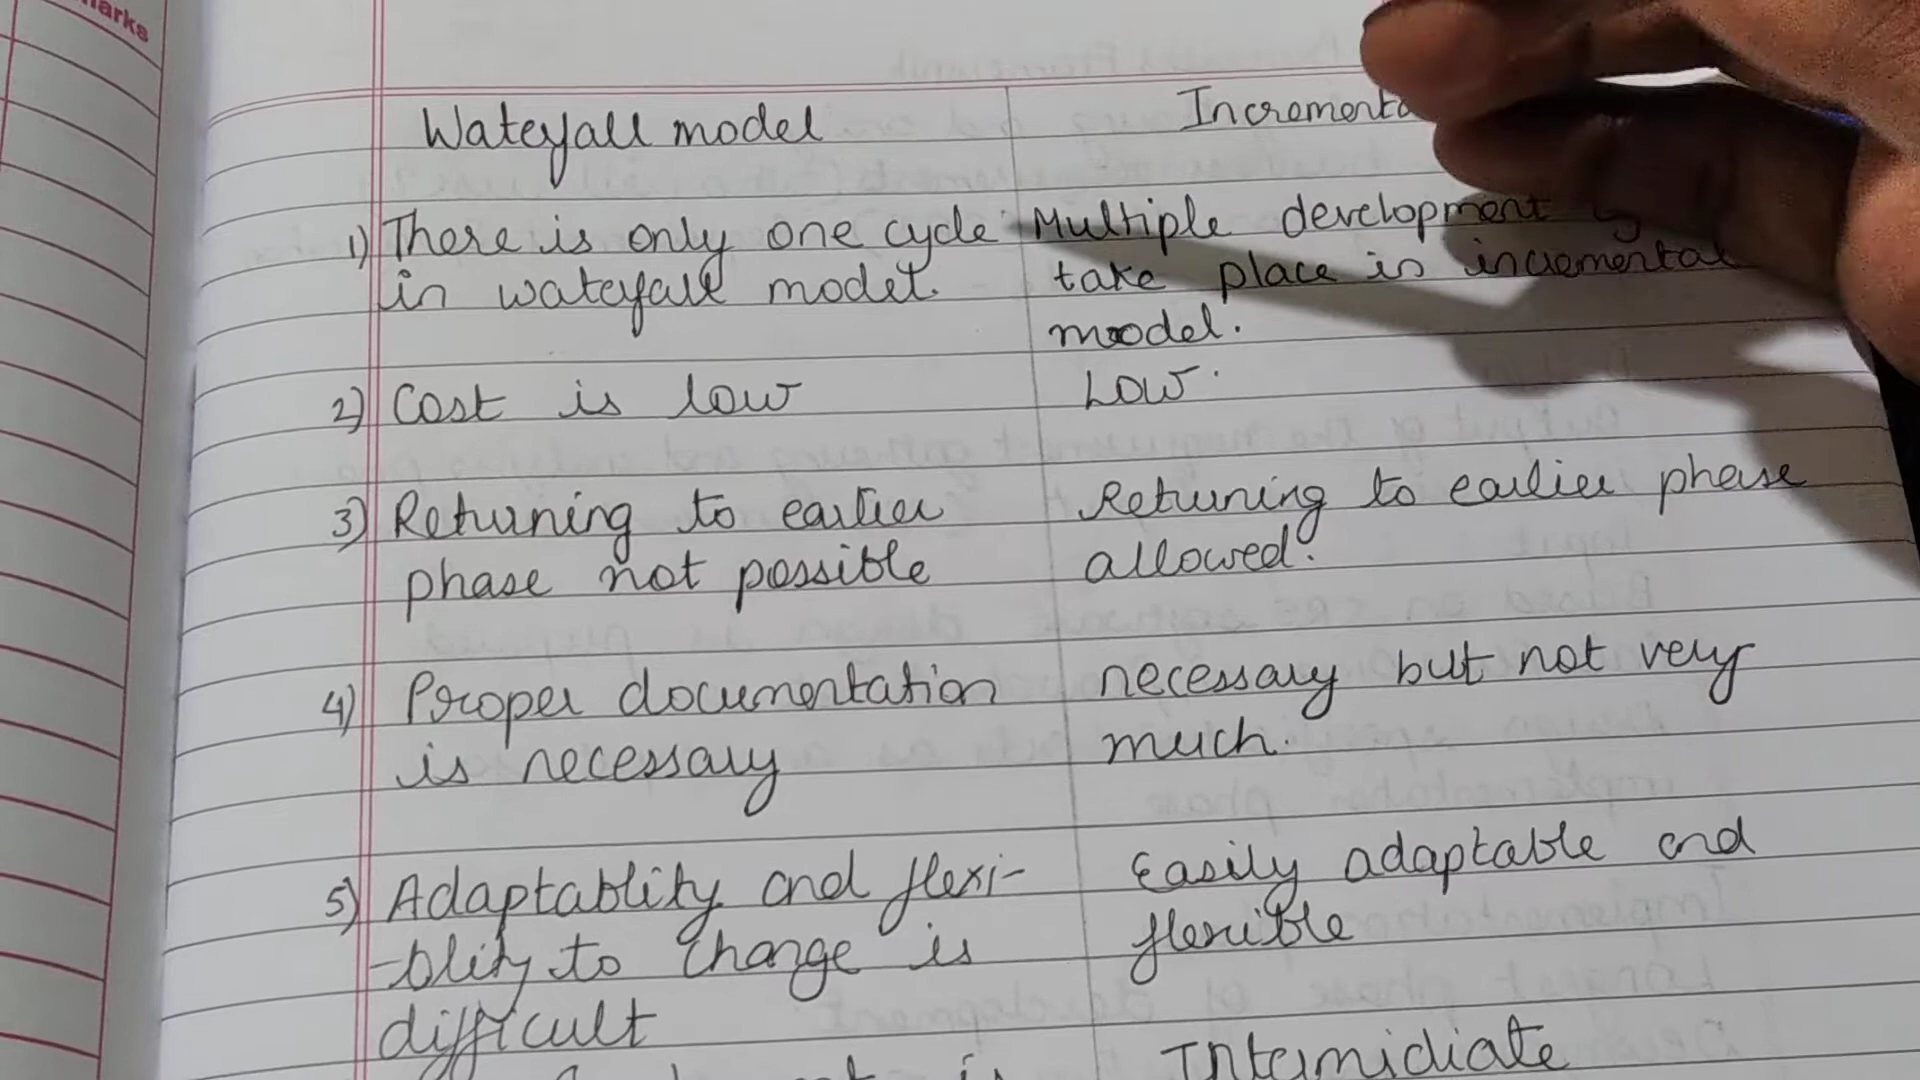 Waterfall model
Incrementa
1) There is only one cycle
in waterfall model.
Multiple development
take place in incremental
model.
2) Cost is low
Low.
3) Returning to earlier
phase not possible
Returning to earlier phase
allowed.
4) Proper documentation
is necessary
necessary but not very
much.
5) Adaptablity and flexi-
-blity to change is
difficult
Easily adaptable and
flexible
Intermidiate